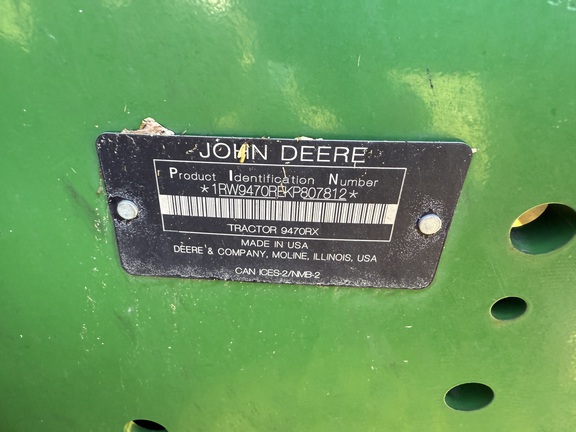 JOHN DEERE
Product Identification Number
TRACTOR 9470RX
MADE IN USA
DEERE & COMPANY, MOLINE, ILLINOIS, USA
CAN ICES-2/NMB-2